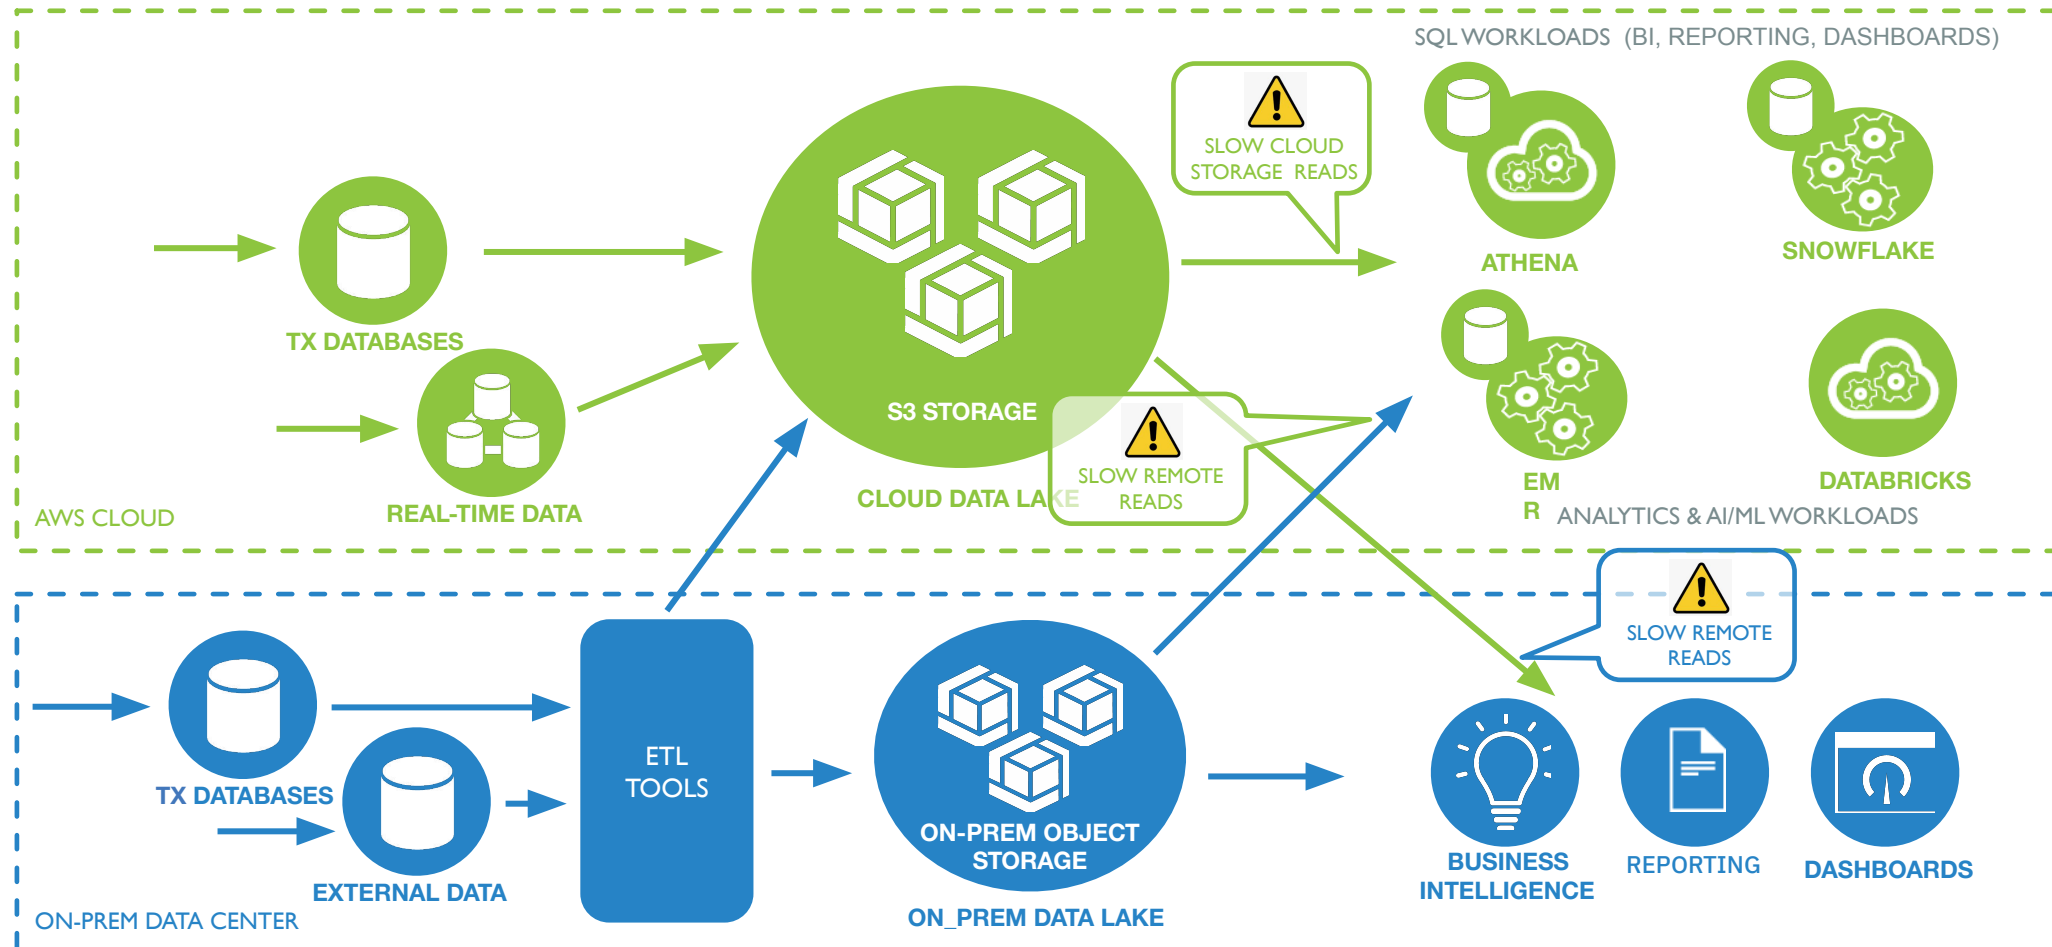 SQL WORKLOADS (BI, REPORTING, DASHBOARDS)
SLOW CLOUD
STORAGE READS
ATHENA
SNOWFLAKE
TX DATABASES
S3 STORAGE
SLOW REMOTE
READS
CLOUD DATA LAKE
EM
R
DATABRICKS
REAL-TIME DATA
AWS CLOUD
ANALYTICS & AI/ML WORKLOADS
SLOW REMOTE
READS
ETL
TOOLS
TX DATABASES
ON-PREM OBJECT
STORAGE
BUSINESS
INTELLIGENCE
REPORTING
DASHBOARDS
EXTERNAL DATA
ON-PREM DATA CENTER
ON_PREM DATA LAKE